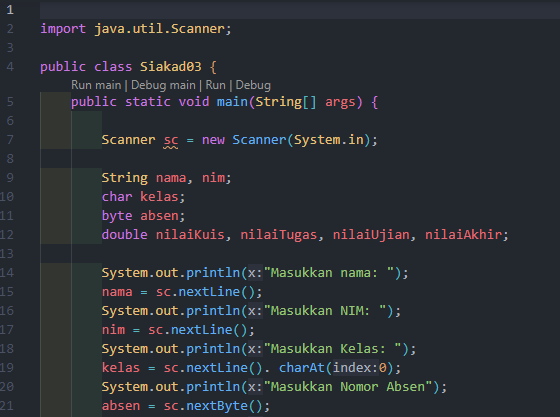 1
2 import java.util.Scanner;
3
4 public class Siakad03 {
Run main | Debug main | Run | Debug
5 public static void main(String[] args) {
6
7 Scanner sc = new Scanner(System.in);
8
9 String nama, nim;
10 char kelas;
11 byte absen;
12 double nilaiKuis, nilaiTugas, nilaiUjian, nilaiAkhir;
13
14 System.out.println(x:"Masukkan nama: ");
15 nama = sc.nextLine();
16 System.out.println(x:"Masukkan NIM: ");
17 nim = sc.nextLine();
18 System.out.println(x:"Masukkan Kelas: ");
19 kelas = sc.nextLine(). charAt(index:0);
20 System.out.println(x:"Masukkan Nomor Absen");
21 absen = sc.nextByte();